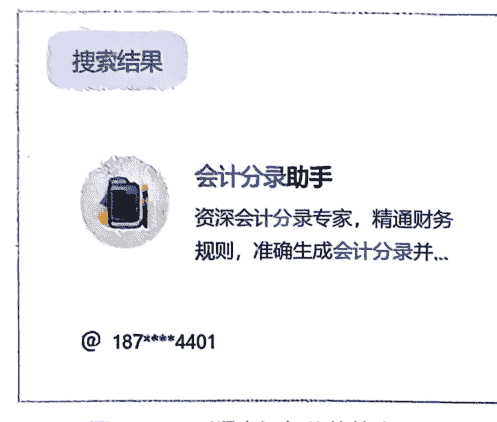 搜索结果
会计分录助手
资深会计分录专家，精通财务
规则，准确生成会计分录并...
@ 187****4401